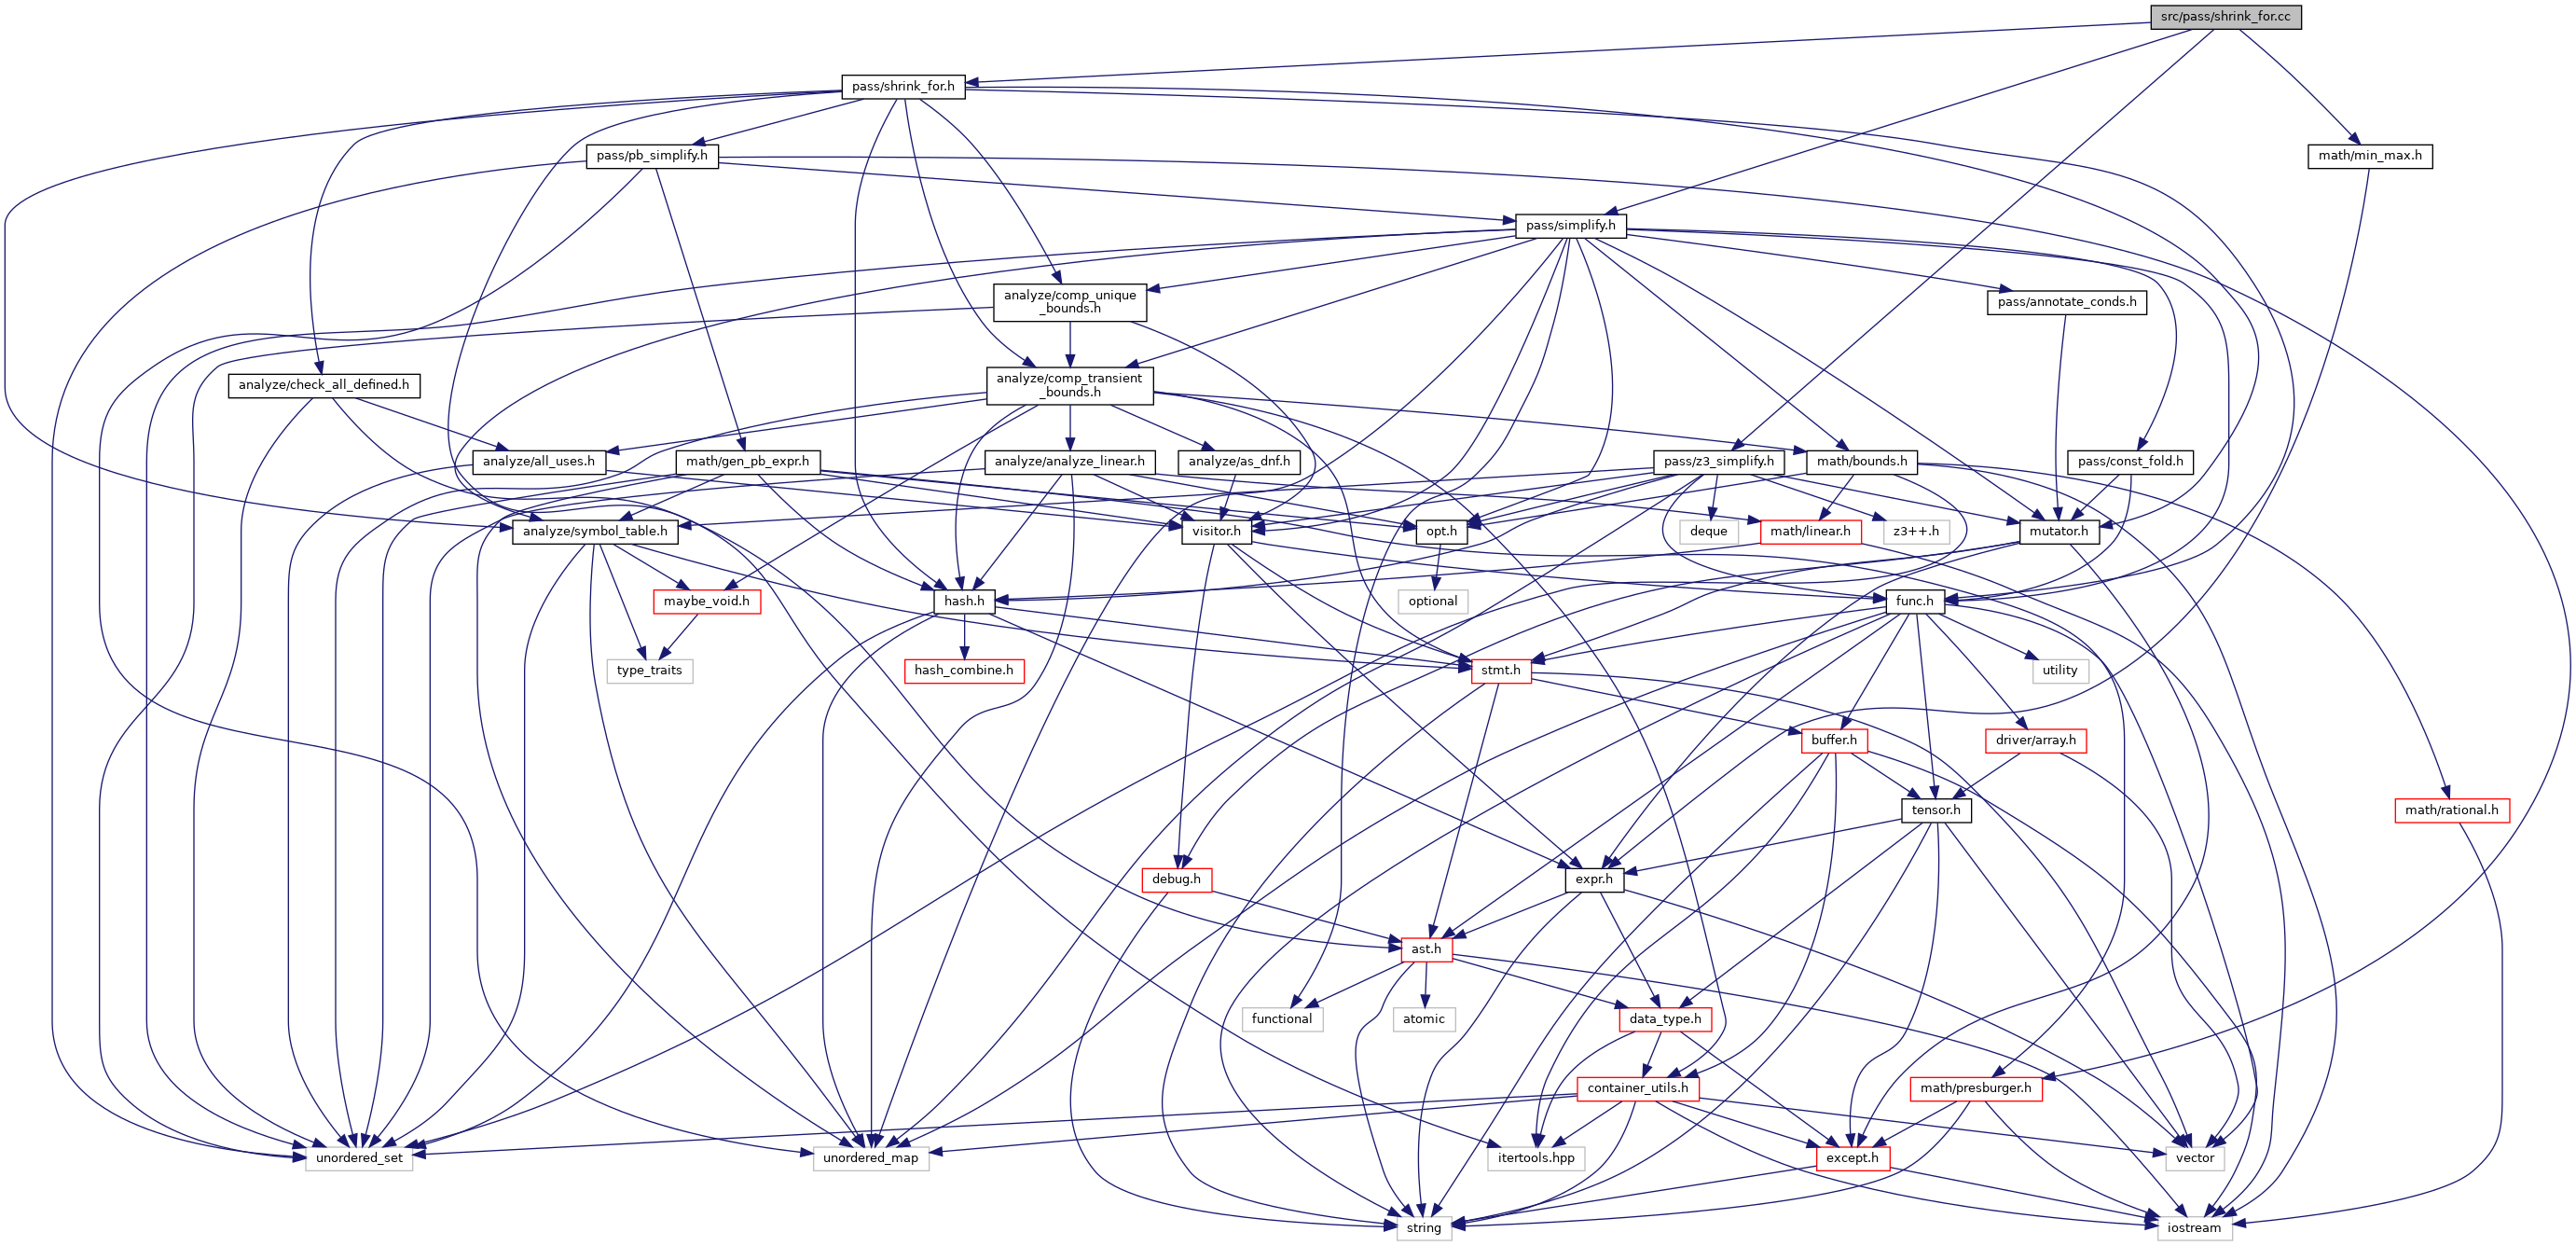 src/pass/shrink_for.cc
pass/shrink_for.h
pass/pb_simplify.h
math/min_max.h
pass/simplify.h
analyze/comp_unique
_bounds.h
pass/annotate_conds.h
analyze/check_all_defined.h
analyze/comp_transient
_bounds.h
analyze/all_uses.h
math/gen_pb_expr.h
analyze/analyze_linear.h
analyze/as_dnf.h
pass/z3_simplify.h
math/bounds.h
pass/const_fold.h
analyze/symbol_table.h
visitor.h
opt.h
deque
math/linear.h
z3++.h
mutator.h
maybe_void.h
hash.h
optional
func.h
type_traits
hash_combine.h
stmt.h
utility
buffer.h
driver/array.h
tensor.h
math/rational.h
debug.h
expr.h
ast.h
functional
atomic
data_type.h
container_utils.h
math/presburger.h
unordered_set
unordered_map
itertools.hpp
except.h
vector
string
iostream